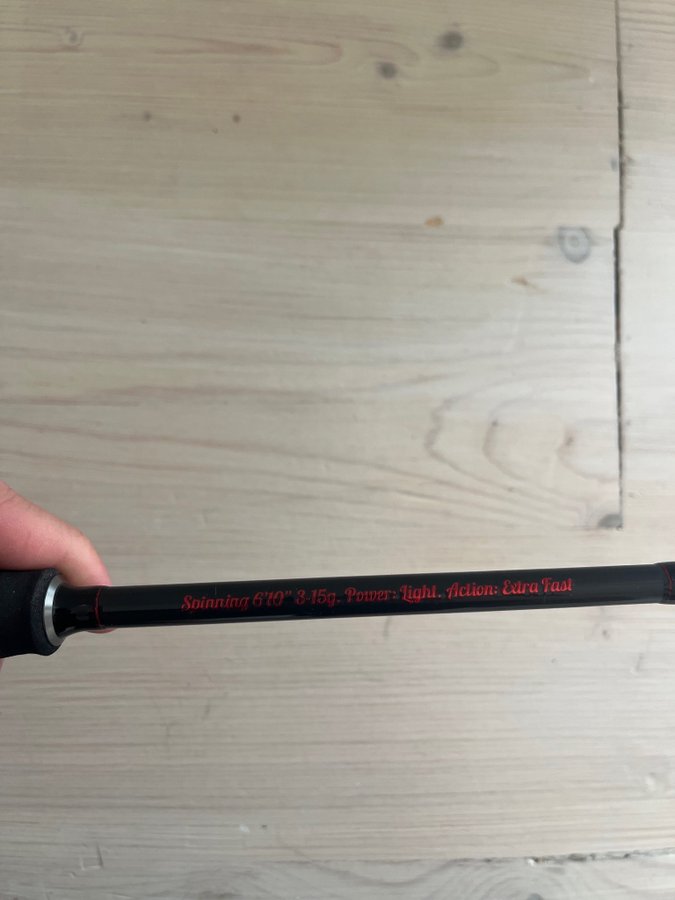 Spinning 6'10" 3-15g. Power: Light. Action: Extra Fast